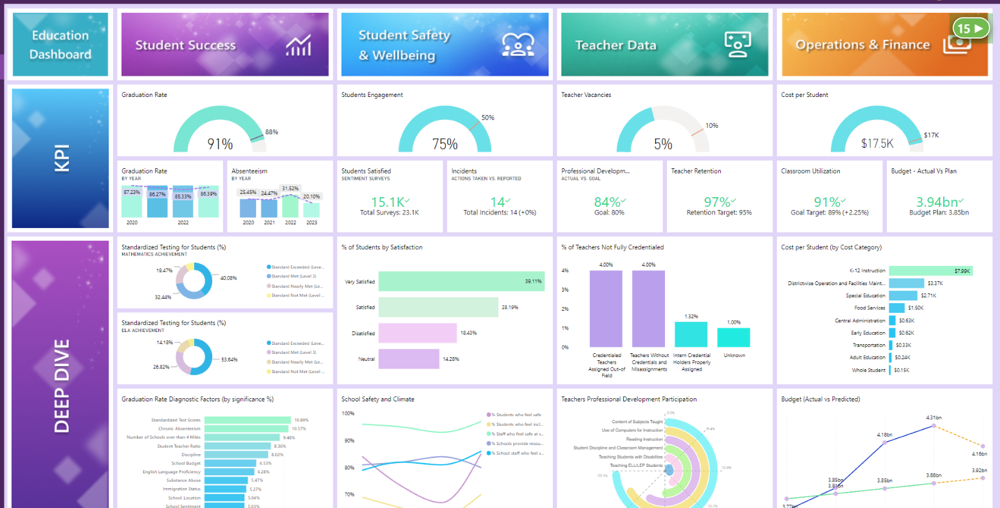 Education
Dashboard
Student Success
Student Safety
& Wellbeing
Teacher Data
Operations & Finance
15
KPI
Graduation Rate
88%
91%
Students Engagement
50%
75%
Teacher Vacancies
10%
5%
Cost per Student
$17K
$17.5K
Graduation Rate
BY YEAR
87.23%
86.27%
85.33%
86.39%
2020
2022
Absenteeism
BY YEAR
25.45%
24.47%
31.52%
20.10%
2020
2021
2022
2023
Students Satisfied
SENTIMENT SURVEYS
15.1K
Total Surveys: 23.1K
Incidents
ACTIONS TAKEN VS. REPORTED
14
Total Incidents: 14 (+0%)
Professional Developm...
ACTUAL VS. GOAL
84%
Goal: 80%
Teacher Retention
97%
Retention Target: 95%
Classroom Utilization
91%
Goal Target: 89% (+2.25%)
Budget - Actual Vs Plan
3.94bn
Budget Plan: 3.85bn
DEEP DIVE
Standardized Testing for Students (%)
MATHEMATICS ACHIEVEMENT
19.47%
40.08%
32.44%
Standard Exceeded (Leve...
Standard Met (Level 3)
Standard Nearly Met (Le...
Standard Not Met (Level ...
Standardized Testing for Students (%)
ELA ACHIEVEMENT
14.18%
53.64%
26.82%
Standard Exceeded (Leve...
Standard Met (Level 3)
Standard Nearly Met (Le...
Standard Not Met (Level ...
% of Students by Satisfaction
Very Satisfied
39.11%
Satisfied
28.19%
Disatisfied
18.43%
Neutral
14.28%
% of Teachers Not Fully Credentialed
4%
3%
2%
1%
0%
4.00%
4.00%
1.32%
1.00%
Credentialed
Teachers
Assigned Out-of
Field
Teachers Without
Credentials and
Misassignments
Intern Credential
Holders Properly
Assigned
Unknown
Cost per Student (by Cost Category)
K-12 Instruction
$7.99K
Districtwise Operation and Facilities Maint...
$3.37K
Special Education
$2.71K
Food Services
$1.50K
Central Administration
$0.63K
Early Education
$0.62K
Transportation
$0.33K
Adult Education
$0.24K
Whole Student
$0.15K
Graduation Rate Diagnostic Factors (by significance %)
Standardized Test Scores
10.89%
Chronic Absenteeism
10.57%
Number of Schools over than 4 Miles
9.48%
Student Teacher Ratio
8.36%
Discipline
8.02%
School Budget
6.53%
English Language Proficiency
6.28%
Substance Abuse
5.47%
Immigration Status
5.27%
School Location
5.04%
School Sentiment
5.03%
School Safety and Climate
100%
90%
80%
70%
% Students who feel safe
% Students who feel incl...
% Staff who feel safe at s...
% Schools provide resou...
% School staff who feel s...
Teachers Professional Development Participation
0.0%
Content of Subjects Taught
Use of Computers for Instruction
Reading Instruction
Student Discipline and Classroom Management
Teaching Students with Disabilites
Teaching ELL/LEP Students
Budget (Actual vs Predicted)
4.31bn
4.18bn
4.16bn
3.92bn
3.88bn
3.85bn
3.85bn
3.81bn
3.77bn